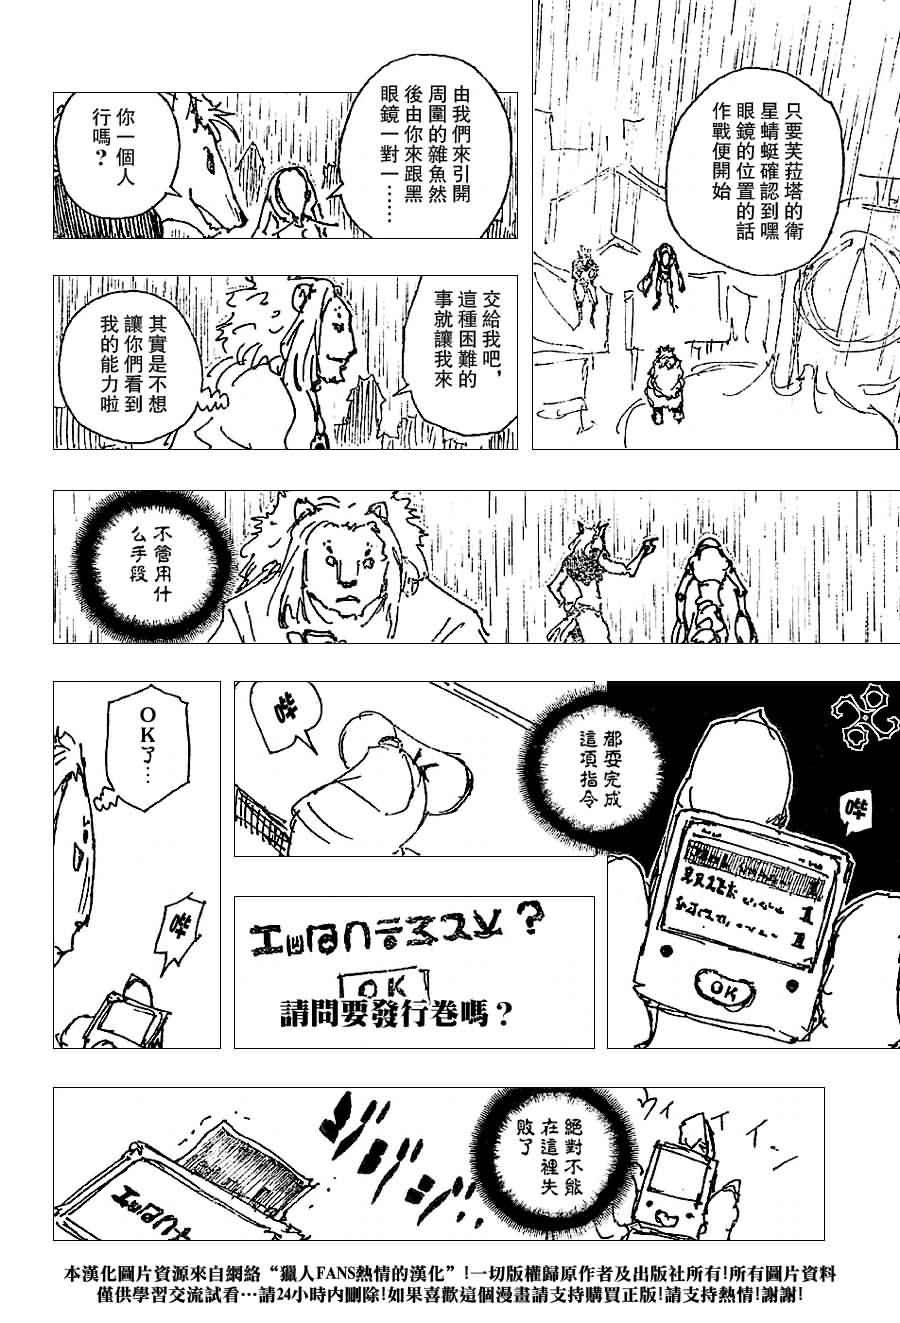 只要芙菈塔的衛
星蜻蜓確認到嘿
眼鏡的位置的話
作戰便開始
由我們來引開
周圍的雜魚然
後由你來跟黑
眼鏡一對一……
你一個人
行嗎?
交給我吧,
這種困難的
事就讓我來
其實是不想
讓你們看到
我的能力啦
不管用什
么手段
都耍完成
這項指令
嗶
OK
嗶
請問要發行卷嗎？
OK
OK了…
嗶
絕對不能
在這裡失
敗了
イイ..
本漢化圖片資源來自網絡“獵人FANS熱情的漢化”!一切版權歸原作者及出版社所有!所有圖片資料
僅供學習交流試看…請24小時內刪除!如果喜歡這個漫畫請支持購買正版!請支持熱情!謝謝!